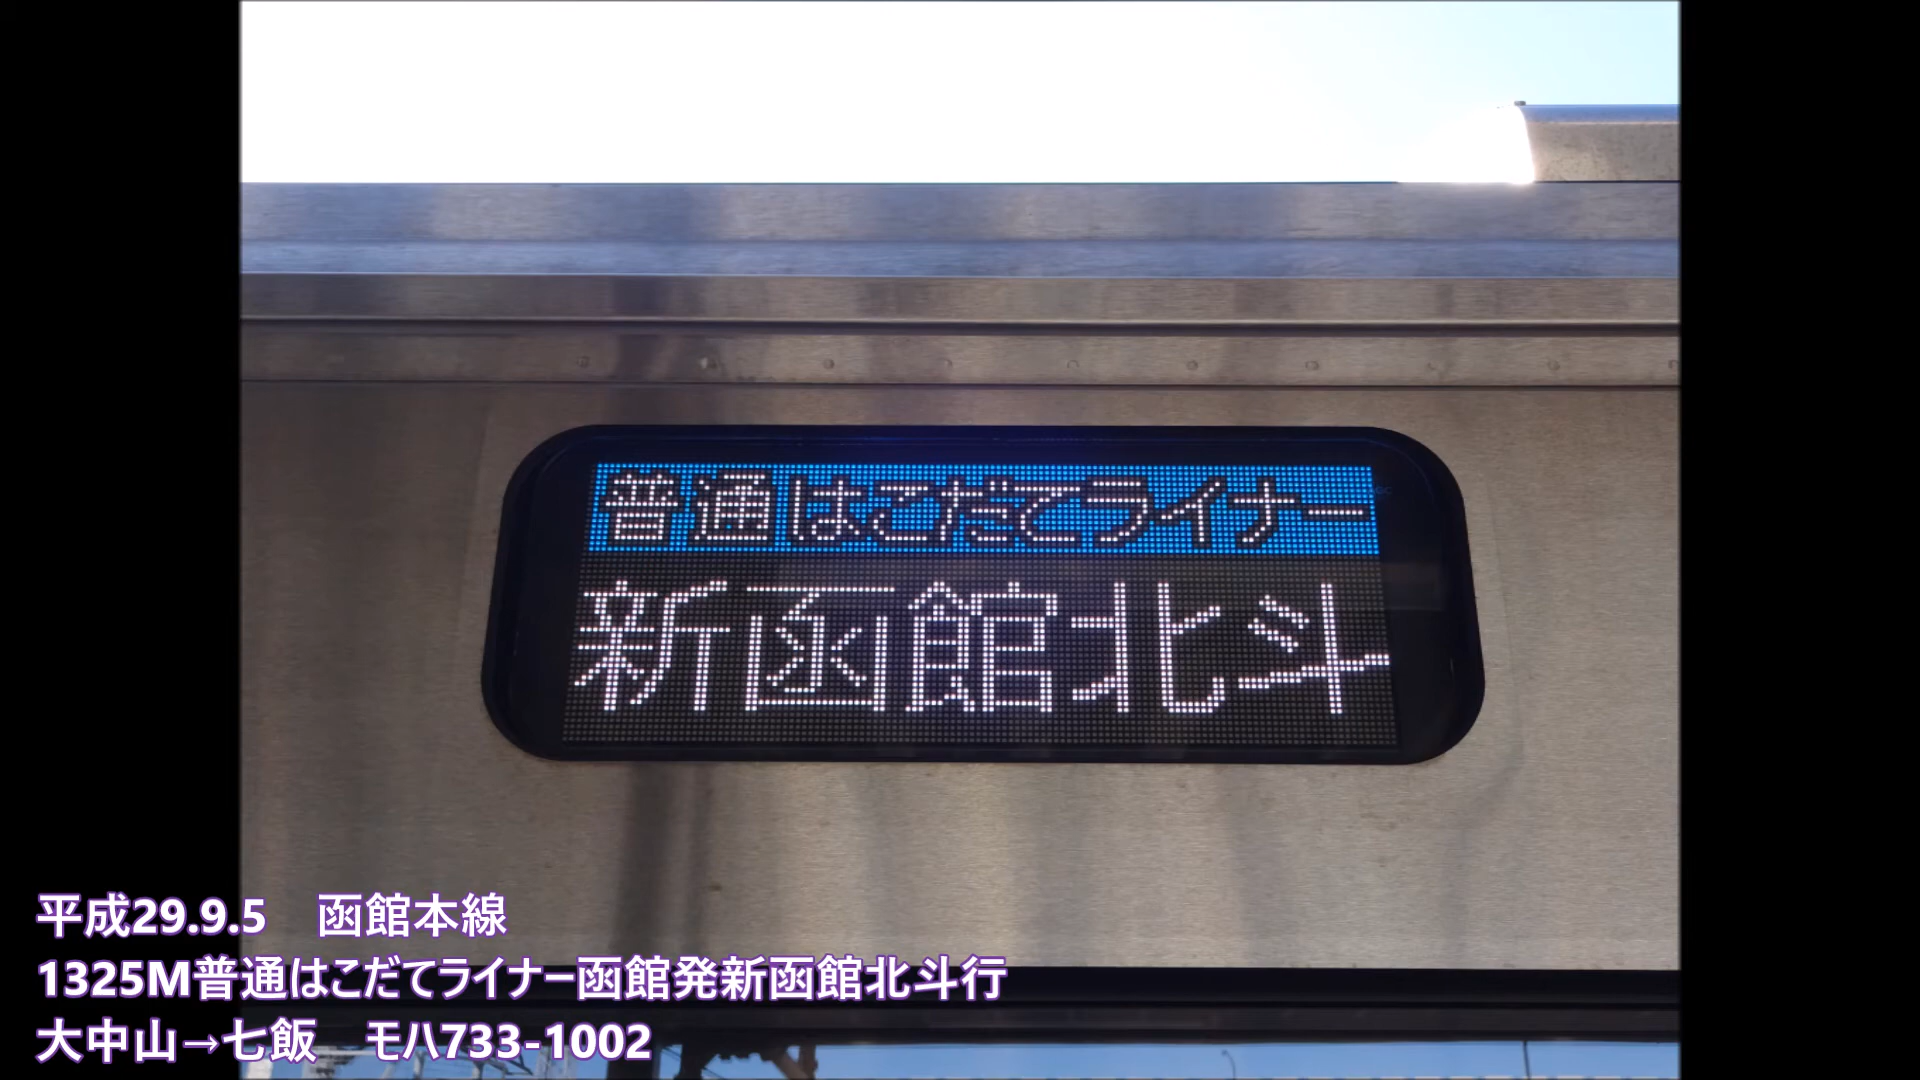 普通はこだてライナー
新函館北斗
平成29.9.5　函館本線
1325M普通はこだてライナー函館発新函館北斗行
大中山→七飯　モハ733-1002